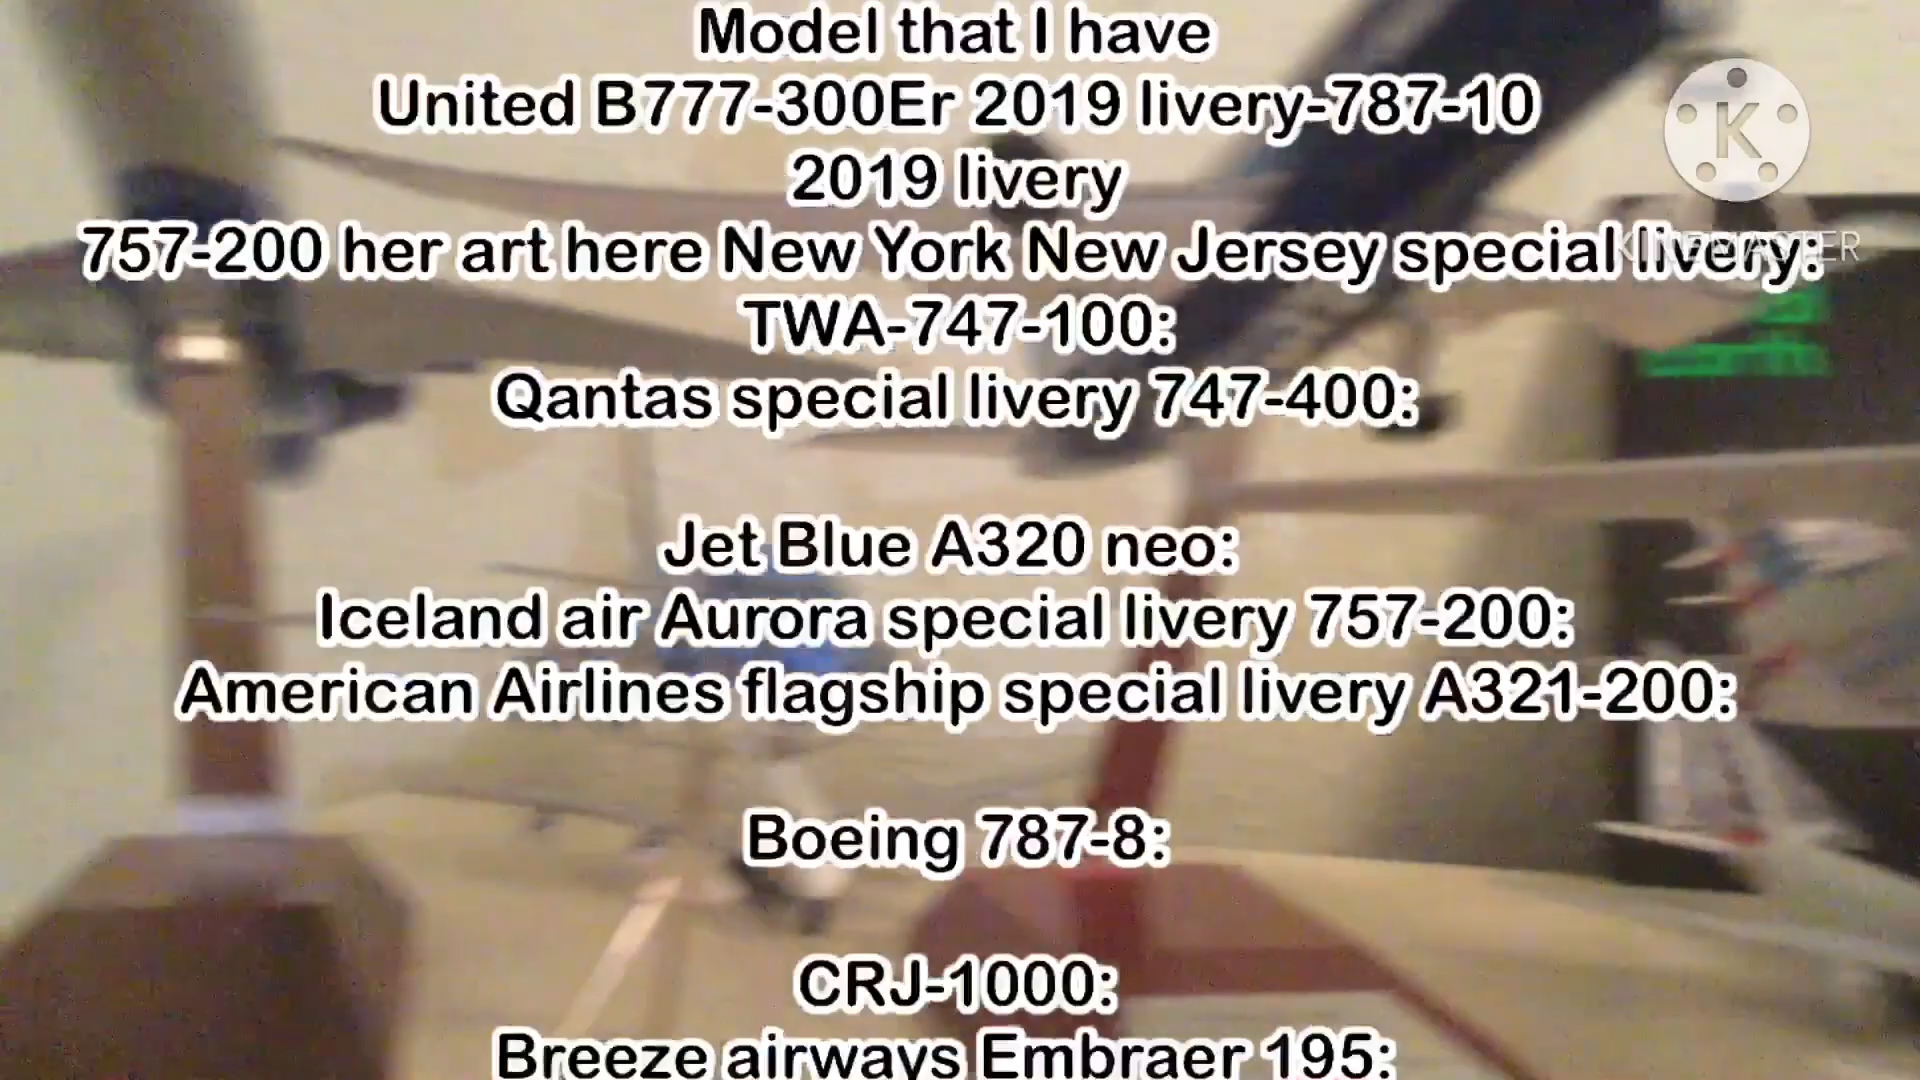 Model that I have
United B777-300Er 2019 livery-787-10
2019 livery
757-200 her art here New York New Jersey special livery:
TWA-747-100:
Qantas special livery 747-400:
Jet Blue A320 neo:
Iceland air Aurora special livery 757-200:
American Airlines flagship special livery A321-200:
Boeing 787-8:
CRJ-1000:
Breeze airways Embraer 195:
K
KINEMASTER